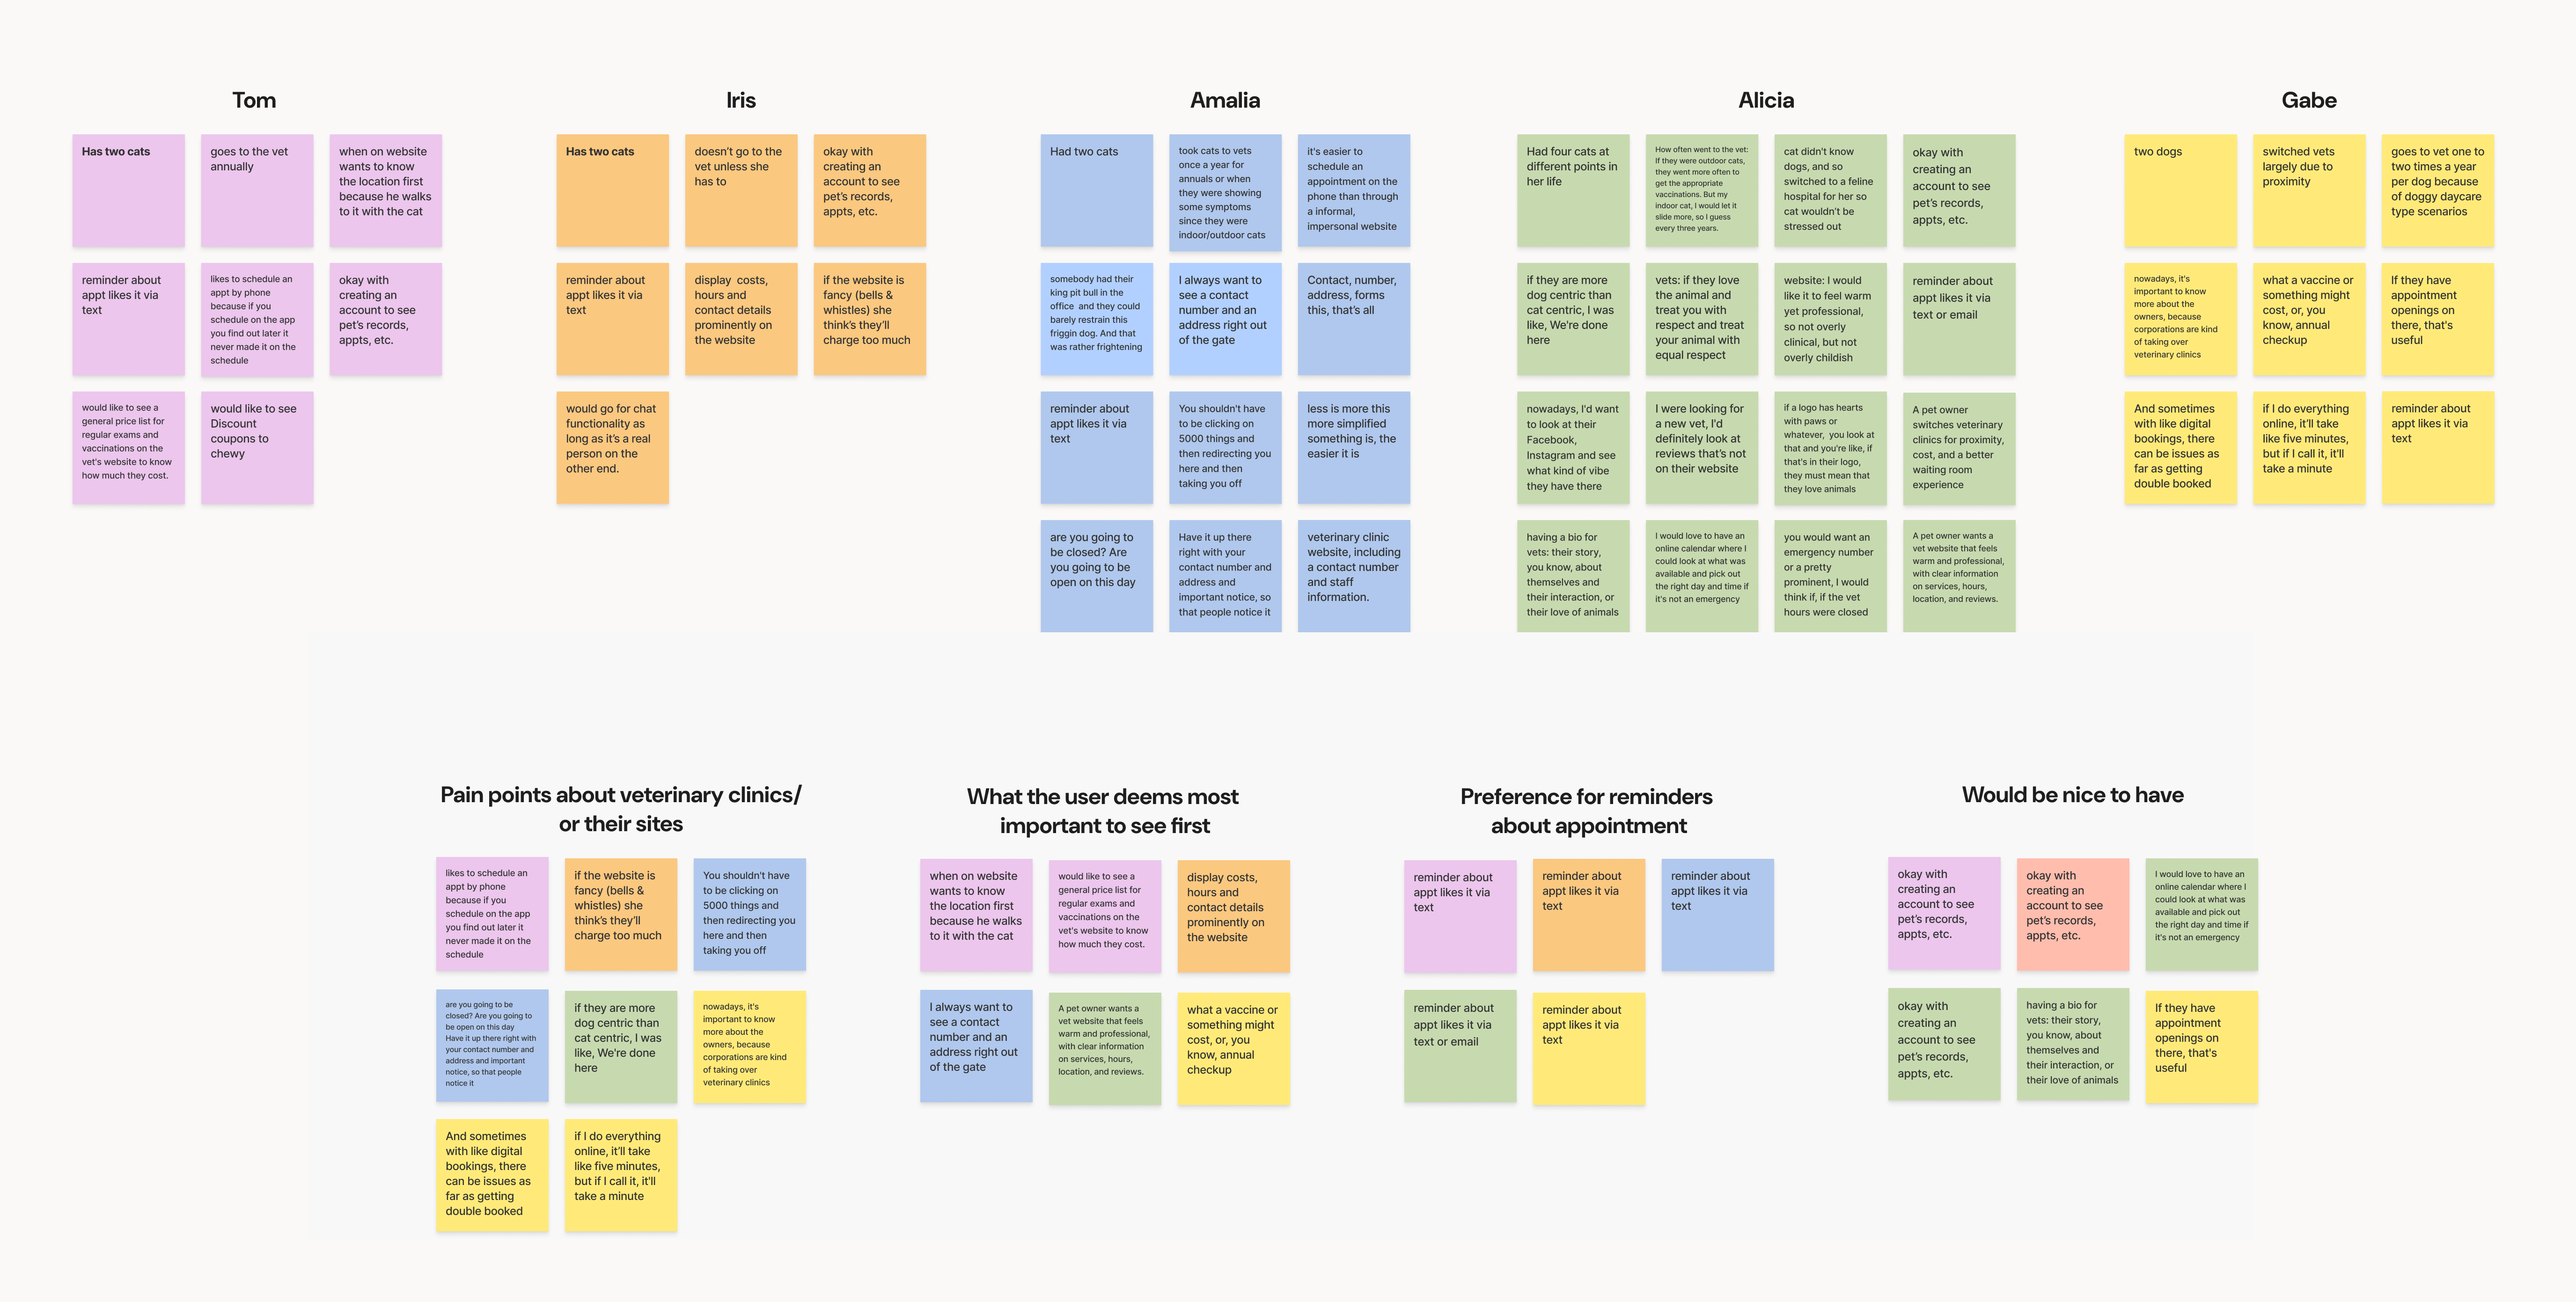 Tom
Has two cats
goes to the vet
annually
when on website
wants to know
the location first
because he walks
to it with the cat
reminder about
appt likes it via
text
likes to schedule an
appt by phone
because if you
schedule on the app
you find out later it
never made it on the
schedule
okay with
creating an
account to see
pet's records,
appts, etc.
would like to see a
general price list for
regular exams and
vaccinations on the
vet's website to know
how much they cost.
would like to see
Discount
coupons to
chewy
Iris
Has two cats
doesn't go to the
vet unless she
has to
okay with
creating an
account to see
pet's records,
appts, etc.
reminder about
appt likes it via
text
display costs,
hours and
contact details
prominently on
the website
if the website is
fancy (bells &
whistles) she
think's they'll
charge too much
would go for chat
functionality as
long as it's a real
person on the
other end.
Amalia
Had two cats
took cats to vets
once a year for
annuals or when
they were showing
some symptoms
since they were
indoor/outdoor cats
it's easier to
schedule an
appointment on the
phone than through
a informal,
impersonal website
somebody had their
king pit bull in the
office and they could
barely restrain this
friggin dog. And that
was rather frightening
I always want to
see a contact
number and an
address right out
of the gate
Contact, number,
address, forms
this, that's all
reminder about
appt likes it via
text
You shouldn't have
to be clicking on
5000 things and
then redirecting you
here and then
taking you off
less is more this
more simplified
something is, the
easier it is
are you going to
be closed? Are
you going to be
open on this day
Have it up there
right with your
contact number and
address and
important notice, so
that people notice it
veterinary clinic
website, including
a contact number
and staff
information.
Alicia
Had four cats at
different points in
her life
How often went to the vet:
If they were outdoor cats,
they went more often to
get the appropriate
vaccinations. But my
indoor cat, I would let it
slide more, so I guess
every three years.
cat didn't know
dogs, and so
switched to a feline
hospital for her so
cat wouldn't be
stressed out
okay with
creating an
account to see
pet's records,
appts, etc.
if they are more
dog centric than
cat centric, I was
like, We're done
here
vets: if they love
the animal and
treat you with
respect and treat
your animal with
equal respect
website: I would
like it to feel warm
yet professional,
so not overly
clinical, but not
overly childish
reminder about
appt likes it via
text or email
nowadays, I'd want
to look at their
Facebook,
Instagram and see
what kind of vibe
they have there
I were looking for
a new vet, I'd
definitely look at
reviews that's not
on their website
if a logo has hearts
with paws or
whatever, you look at
that and you're like, if
that's in their logo,
they must mean that
they love animals
A pet owner
switches veterinary
clinics for proximity,
cost, and a better
waiting room
experience
having a bio for
vets: their story,
you know, about
themselves and
their interaction, or
their love of animals
I would love to have an
online calendar where I
could look at what was
available and pick out
the right day and time if
it's not an emergency
you would want an
emergency number
or a pretty
prominent, I would
think if, if the vet
hours were closed
A pet owner wants a
vet website that feels
warm and professional,
with clear information
on services, hours,
location, and reviews.
Gabe
two dogs
switched vets
largely due to
proximity
goes to vet one to
two times a year
per dog because
of doggy daycare
type scenarios
nowadays, it's
important to know
more about the
owners, because
corporations are kind
of taking over
veterinary clinics
what a vaccine or
something might
cost, or, you
know, annual
checkup
If they have
appointment
openings on
there, that's
useful
And sometimes
with like digital
bookings, there
can be issues as
far as getting
double booked
if I do everything
online, it'll take
like five minutes,
but if I call it, it'll
take a minute
reminder about
appt likes it via
text
Pain points about veterinary clinics/
or their sites
likes to schedule an
appt by phone
because if you
schedule on the app
you find out later it
never made it on the
schedule
if the website is
fancy (bells &
whistles) she
think's they'll
charge too much
You shouldn't have
to be clicking on
5000 things and
then redirecting you
here and then
taking you off
are you going to be
closed? Are you going to
be open on this day
Have it up there right with
your contact number and
address and important
notice, so that people
notice it
if they are more
dog centric than
cat centric, I was
like, We're done
here
nowadays, it's
important to know
more about the
owners, because
corporations are kind
of taking over
veterinary clinics
And sometimes
with like digital
bookings, there
can be issues as
far as getting
double booked
if I do everything
online, it'll take
like five minutes,
but if I call it, it'll
take a minute
What the user deems most
important to see first
when on website
wants to know
the location first
because he walks
to it with the cat
would like to see a
general price list for
regular exams and
vaccinations on the
vet's website to know
how much they cost.
display costs,
hours and
contact details
prominently on
the website
I always want to
see a contact
number and an
address right out
of the gate
A pet owner wants a
vet website that feels
warm and professional,
with clear information
on services, hours,
location, and reviews.
what a vaccine or
something might
cost, or, you
know, annual
checkup
Preference for reminders
about appointment
reminder about
appt likes it via
text
reminder about
appt likes it via
text
reminder about
appt likes it via
text
reminder about
appt likes it via
text or email
reminder about
appt likes it via
text
Would be nice to have
okay with
creating an
account to see
pet's records,
appts, etc.
okay with
creating an
account to see
pet's records,
appts, etc.
I would love to have an
online calendar where I
could look at what was
available and pick out
the right day and time if
it's not an emergency
okay with
creating an
account to see
pet's records,
appts, etc.
having a bio for
vets: their story,
you know, about
themselves and
their interaction, or
their love of animals
If they have
appointment
openings on
there, that's
useful